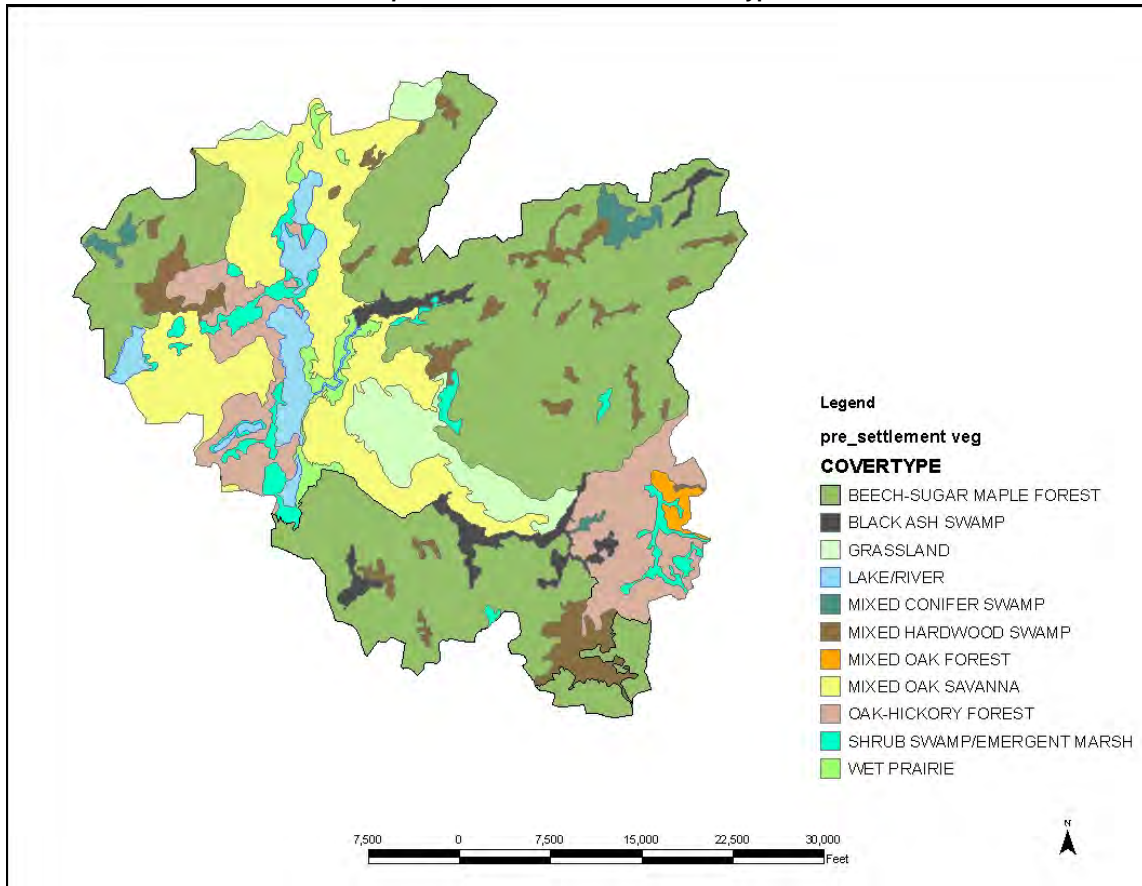 Legend
pre_settlement veg
COVERTYPE
BEECH-SUGAR MAPLE FOREST
BLACK ASH SWAMP
GRASSLAND
LAKE/RIVER
MIXED CONIFER SWAMP
MIXED HARDWOOD SWAMP
MIXED OAK FOREST
MIXED OAK SAVANNA
OAK-HICKORY FOREST
SHRUB SWAMP/EMERGENT MARSH
WET PRAIRIE
7,500 0 7,500 15,000 22,500 30,000
Feet
N